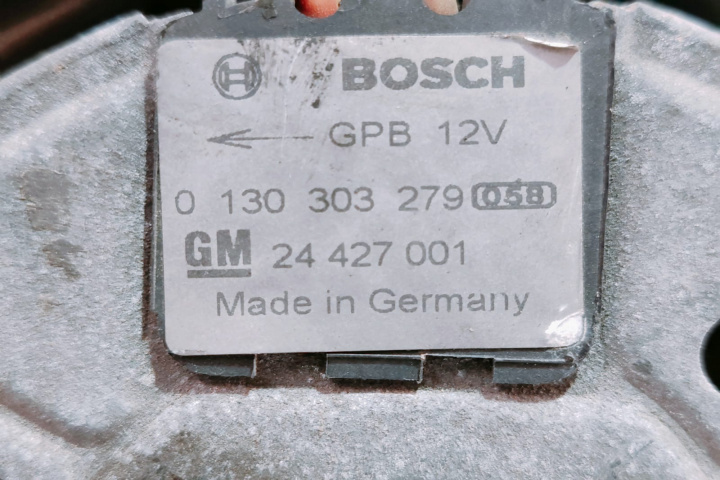 BOSCH
GPB 12V
0 130 303 279 058
GM 24 427 001
Made in Germany